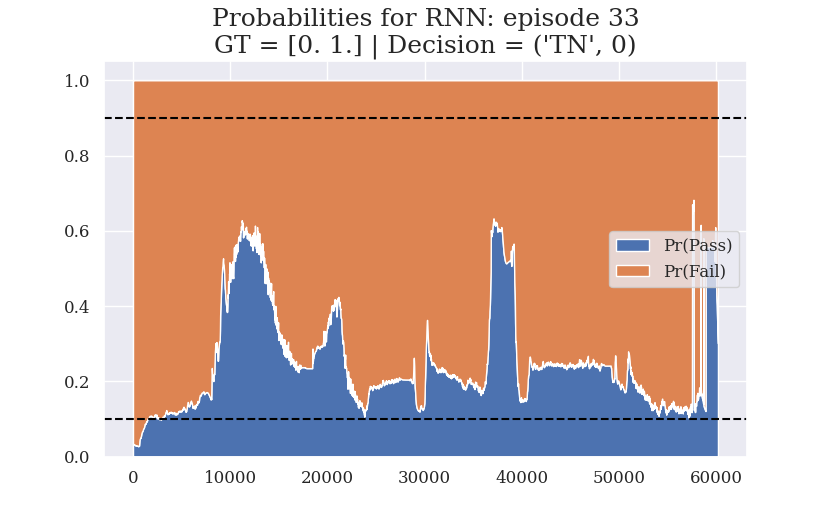 Probabilities for RNN: episode 33
GT = [0. 1.] | Decision = ('TN', 0)
1.0
0.8
0.6
0.4
0.2
0.0
Pr(Pass)
Pr(Fail)
0 10000 20000 30000 40000 50000 60000